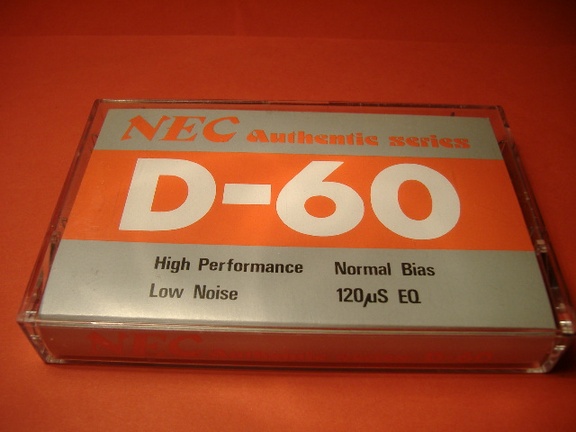 NEC Authentic series
D-60
High Performance Normal Bias
Low Noise 120µS EQ
NEC